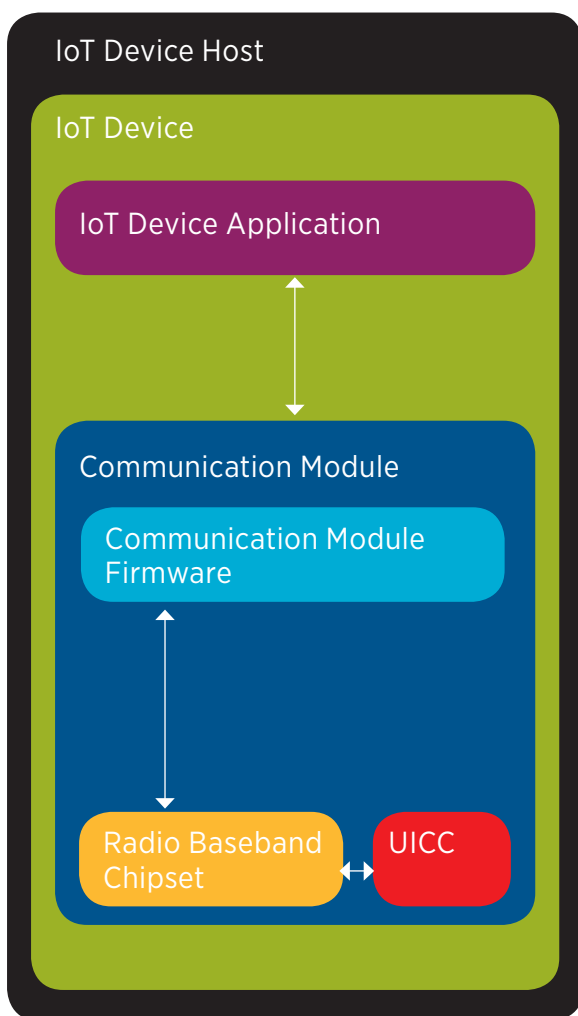 IoT Device Host
IoT Device
IoT Device Application
Communication Module
Communication Module
Firmware
Radio Baseband
Chipset
UICC